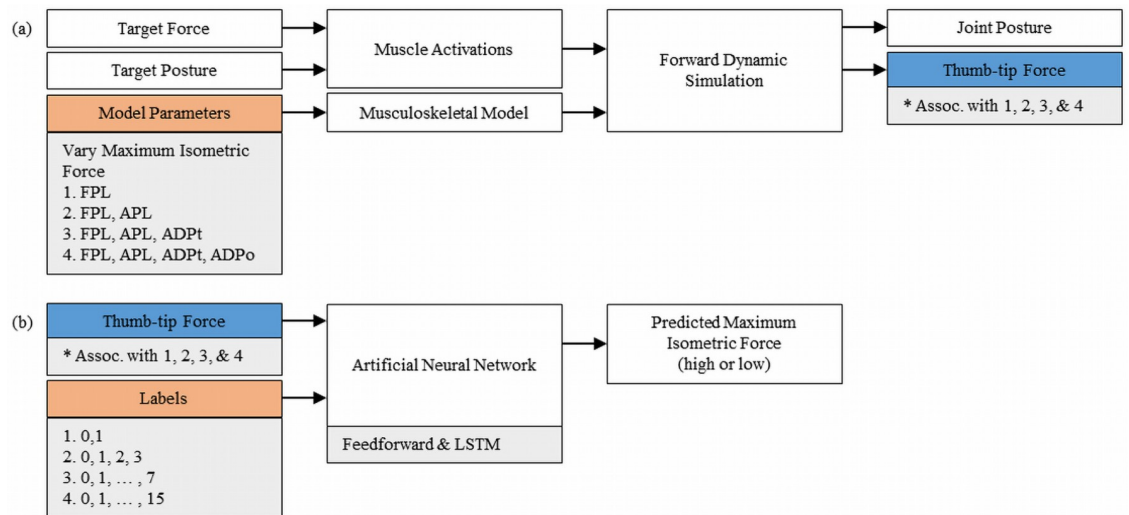 (a)
Target Force
Target Posture
Model Parameters
Vary Maximum Isometric
Force
1. FPL
2. FPL, APL
3. FPL, APL, ADPt
4. FPL, APL, ADPt, ADPo
Muscle Activations
Musculoskeletal Model
Forward Dynamic
Simulation
Joint Posture
Thumb-tip Force
* Assoc. with 1, 2, 3, & 4
(b)
Thumb-tip Force
* Assoc. with 1, 2, 3, & 4
Labels
1. 0,1
2. 0, 1, 2, 3
3. 0, 1, … , 7
4. 0, 1, … , 15
Artificial Neural Network
Feedforward & LSTM
Predicted Maximum
Isometric Force
(high or low)